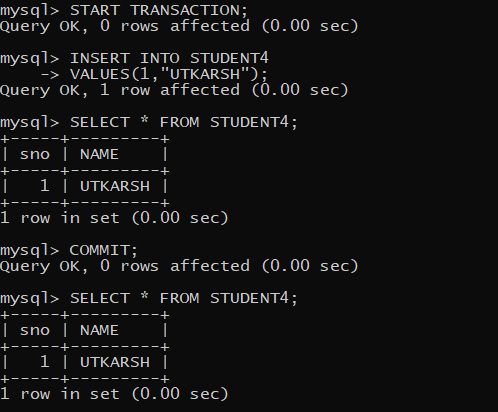 mysql> START TRANSACTION;
Query OK, 0 rows affected (0.00 sec)
mysql> INSERT INTO STUDENT4
    -> VALUES(1,"UTKARSH");
Query OK, 1 row affected (0.00 sec)
mysql> SELECT * FROM STUDENT4;
+-----+---------+
| sno | NAME    |
+-----+---------+
|   1 | UTKARSH |
+-----+---------+
1 row in set (0.00 sec)
mysql> COMMIT;
Query OK, 0 rows affected (0.00 sec)
mysql> SELECT * FROM STUDENT4;
+-----+---------+
| sno | NAME    |
+-----+---------+
|   1 | UTKARSH |
+-----+---------+
1 row in set (0.00 sec)